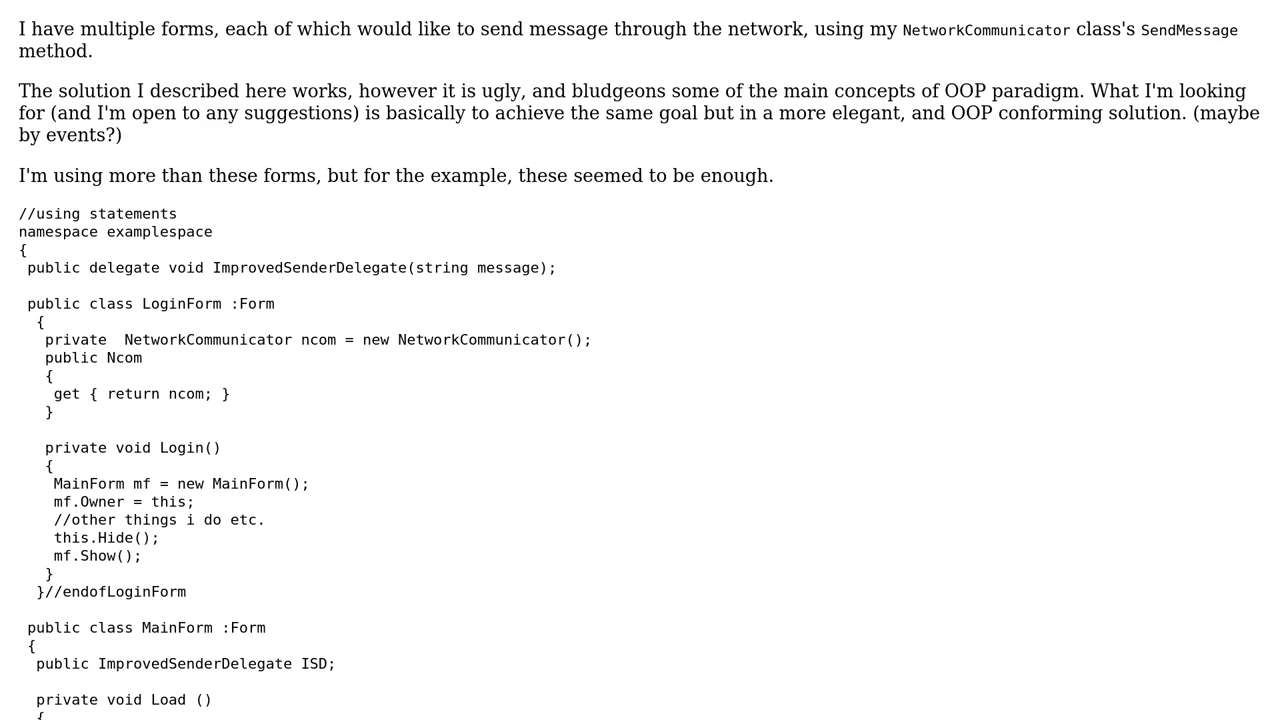 I have multiple forms, each of which would like to send message through the network, using my NetworkCommunicator class's SendMessage
method.
The solution I described here works, however it is ugly, and bludgeons some of the main concepts of OOP paradigm. What I'm looking
for (and I'm open to any suggestions) is basically to achieve the same goal but in a more elegant, and OOP conforming solution. (maybe
by events?)
I'm using more than these forms, but for the example, these seemed to be enough.
//using statements
namespace examplespace
{
 public delegate void ImprovedSenderDelegate(string message);
 public class LoginForm :Form
  {
   private  NetworkCommunicator ncom = new NetworkCommunicator();
   public Ncom
   {
    get { return ncom; }
   }
   private void Login()
   {
    MainForm mf = new MainForm();
    mf.Owner = this;
    //other things i do etc.
    this.Hide();
    mf.Show();
   }
  }//endofLoginForm
 public class MainForm :Form
 {
  public ImprovedSenderDelegate ISD;
  private void Load ()
  {